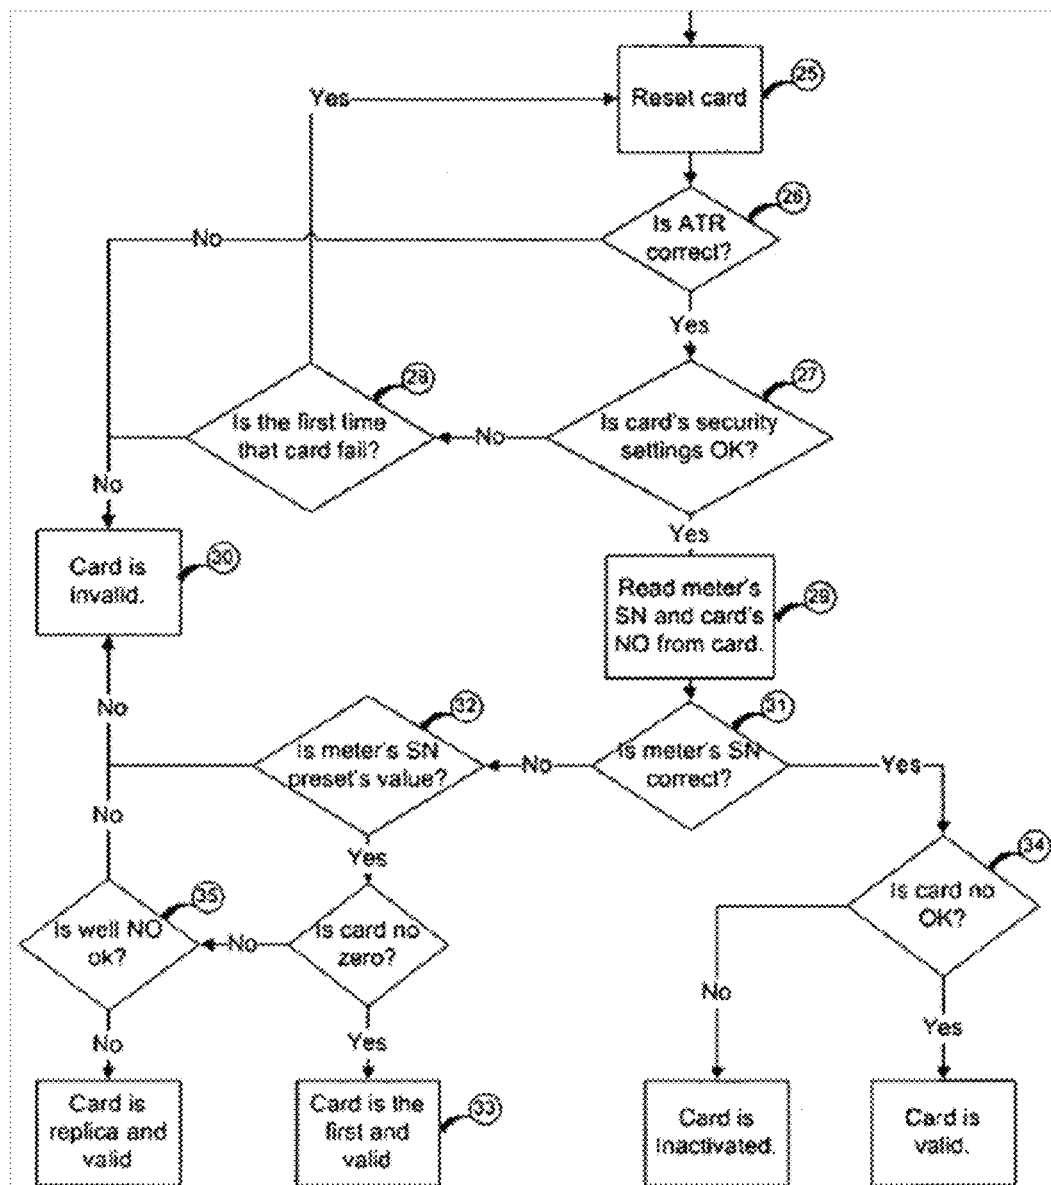 25
Yes
Reset card
26
Is ATR
correct?
No
Yes
28
27
Is the first time
that card fail?
No
Is card's security
settings OK?
No
Yes
30
Card is
invalid.
Read meter's
SN and card's
NO from card.
29
No
32
31
Is meter's SN
preset's value?
No
Is meter's SN
correct?
Yes
No
Yes
34
35
Is card no
OK?
Is well NO
ok?
No
Is card no
zero?
No
No
Yes
Yes
Card is
replica and
valid
Card is the
first and
valid
33
Card is
Inactivated.
Card is
valid.